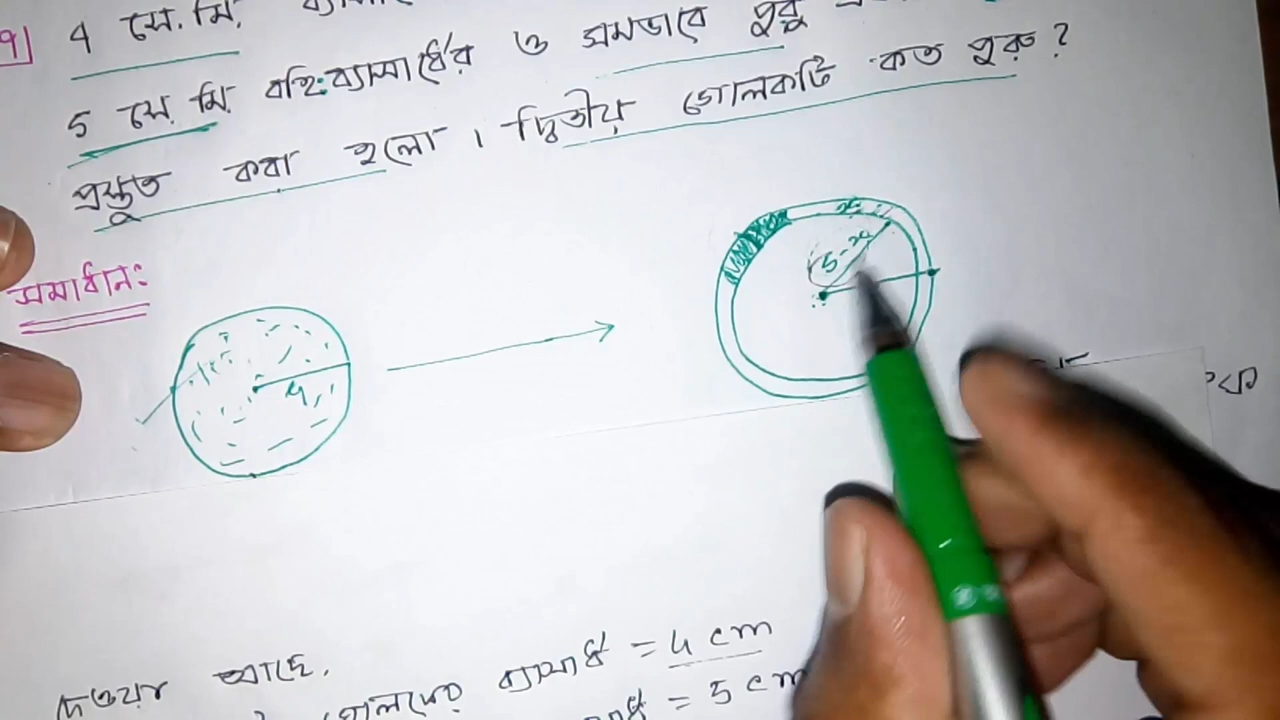 9| 4 সে. মি.
5 সে. মি. বহিঃব্যাসার্ধের ও সমভাবে পুরু
প্রস্তুত করা হলো। দ্বিতীয় গোলকটি কত পুরু?
সমাধান:
4
5-x
x
দেওয়া আছে,
গোলকের ব্যাসার্ধ = 4 cm
= 5 cm